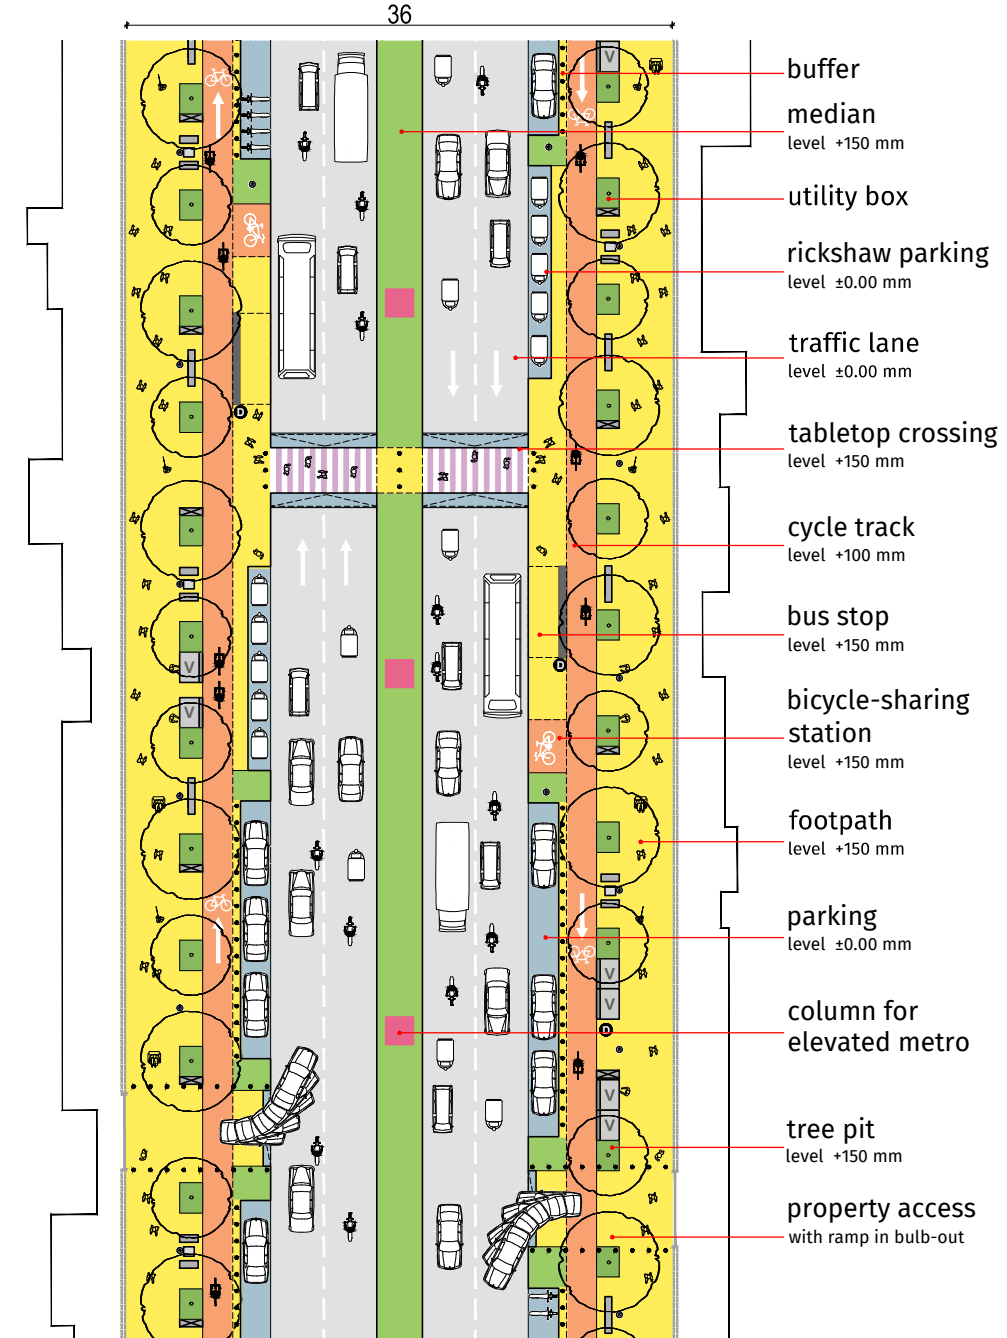 36
buffer
median
level +150 mm
utility box
rickshaw parking
level ±0.00 mm
traffic lane
level ±0.00 mm
tabletop crossing
level +150 mm
cycle track
level +100 mm
bus stop
level +150 mm
bicycle-sharing
station
level +150 mm
footpath
level +150 mm
parking
level ±0.00 mm
column for
elevated metro
tree pit
level +150 mm
property access
with ramp in bulb-out
V
D
V
V
D
V
V
D
V
V